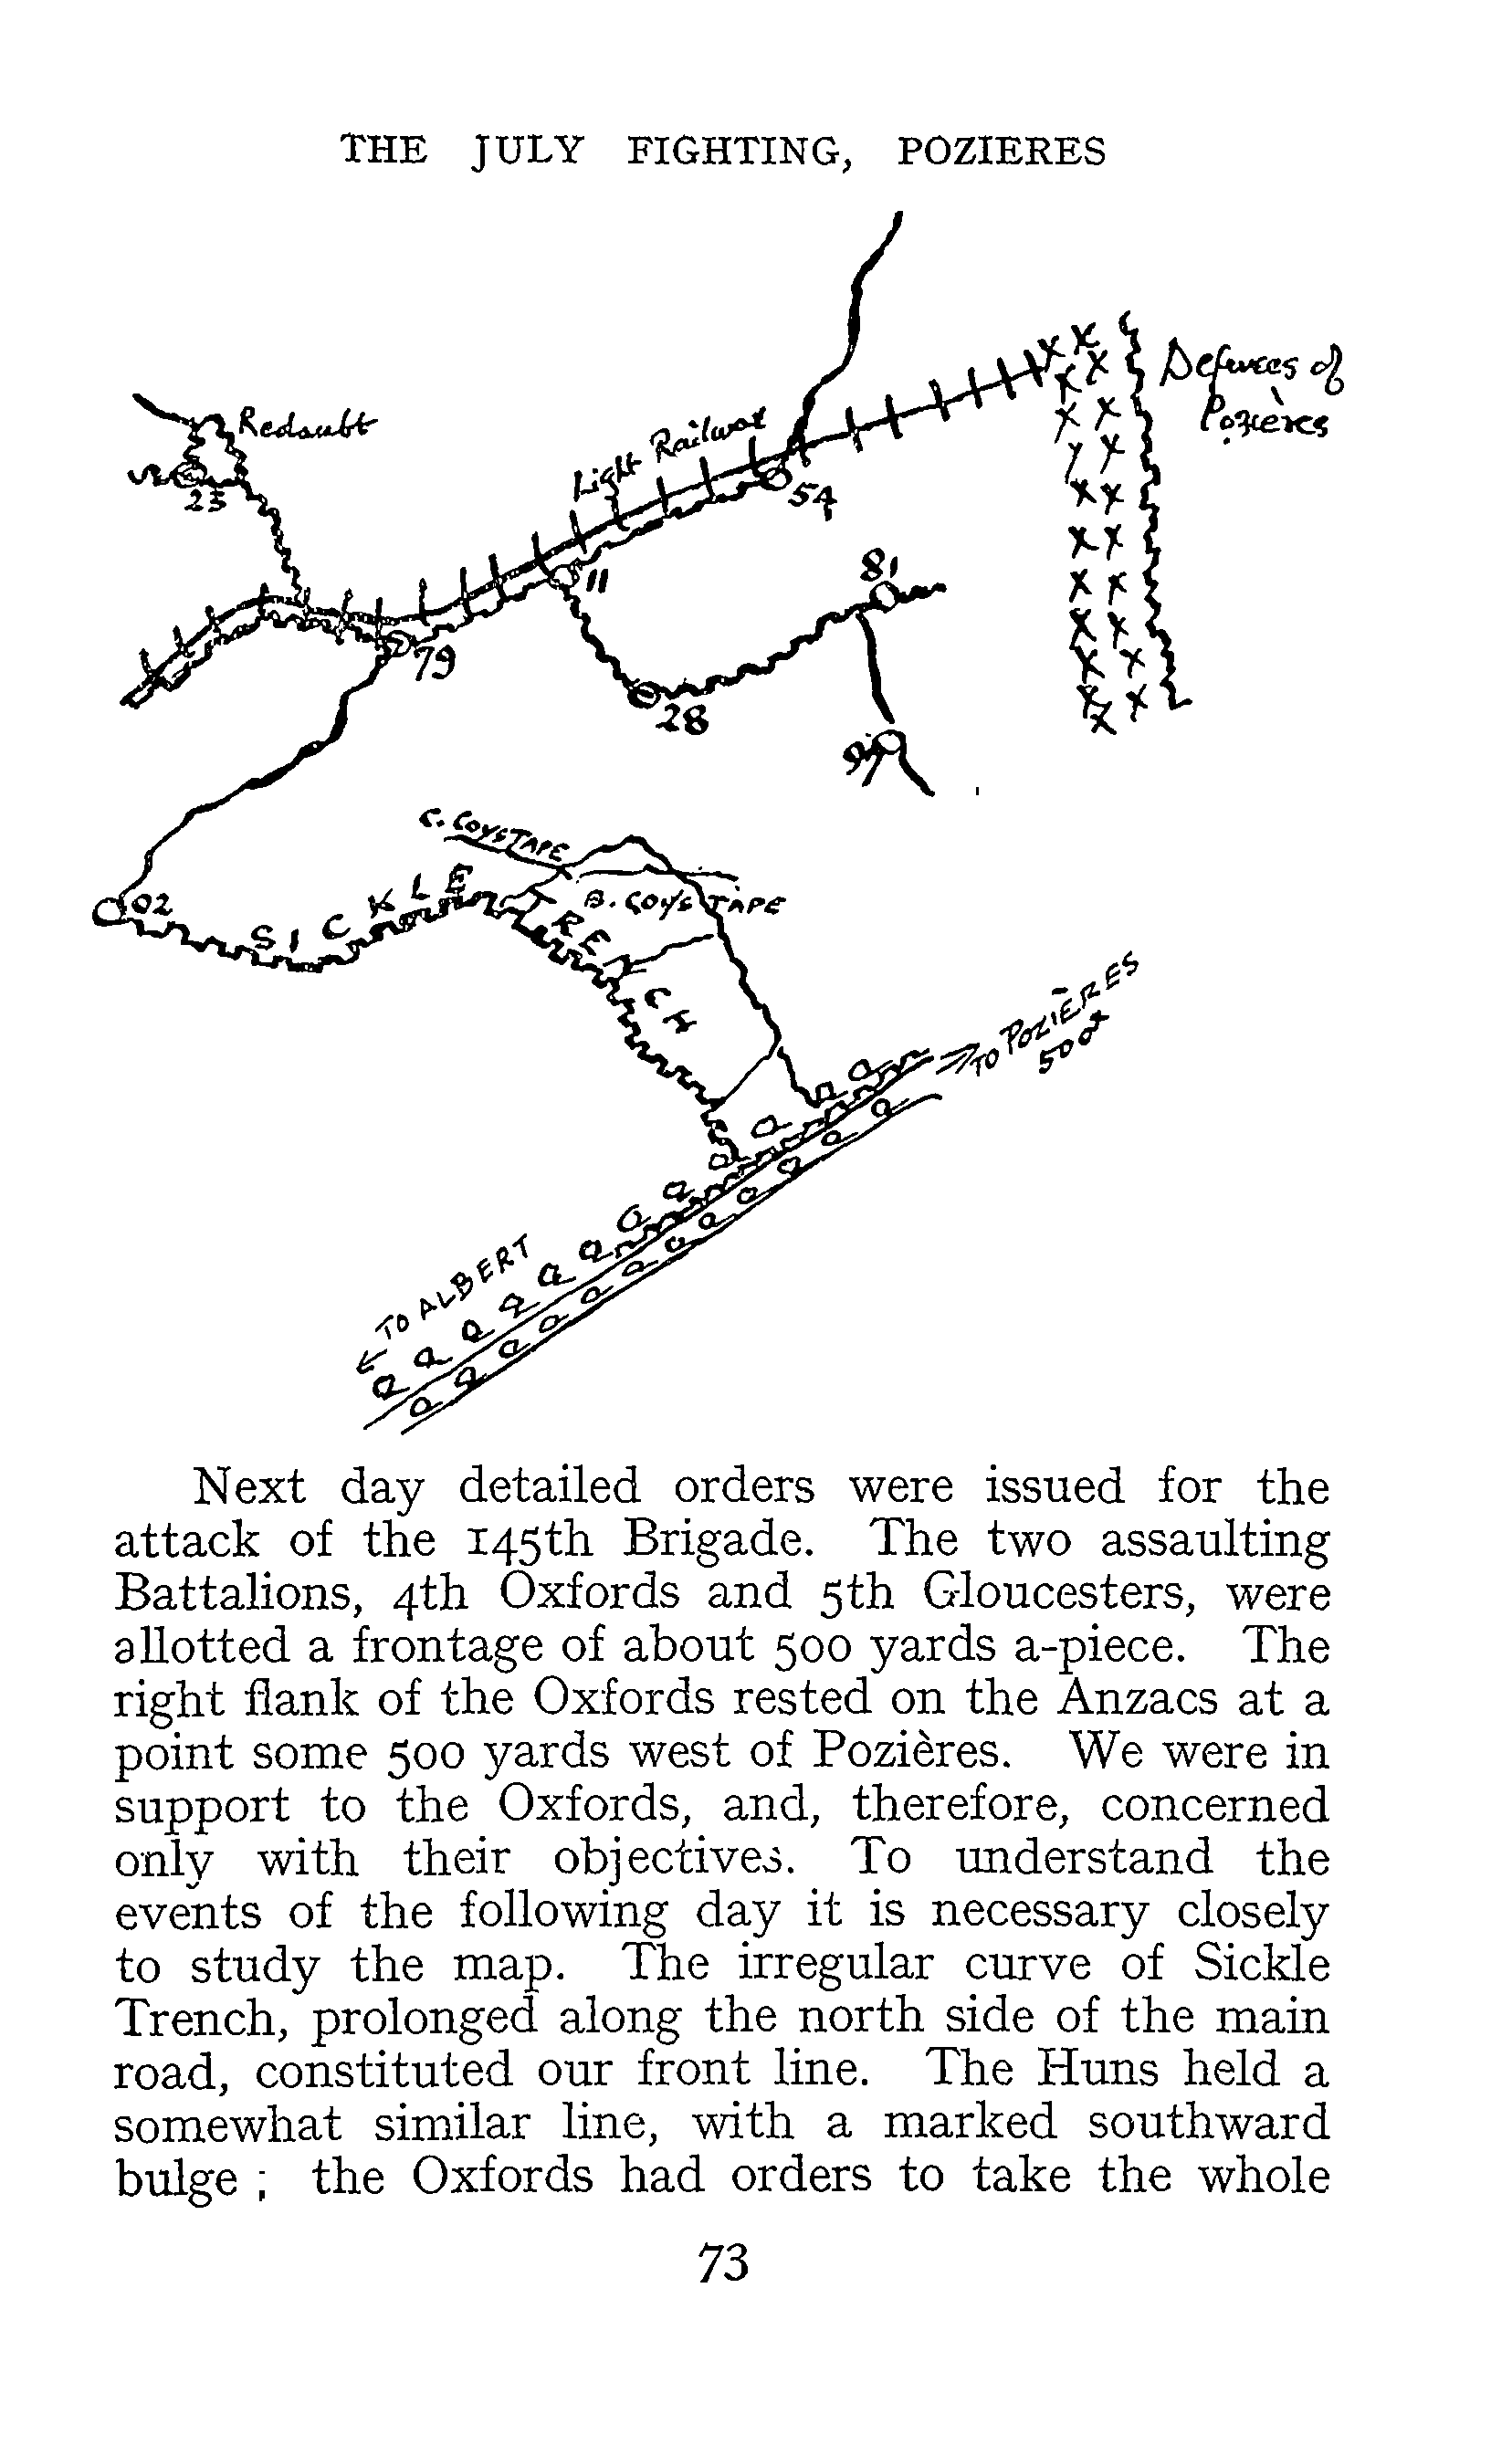 THE JULY FIGHTING, POZIERES
Redoubt
Defences of
Pozières
Light Railway
23
54
11
81
79
28
97
C. COYS TAPE
B. COYS TAPE
02
SICKLE TRENCH
TO POZIERES
500x
TO ALBERT
Next day detailed orders were issued for the
attack of the 145th Brigade. The two assaulting
Battalions, 4th Oxfords and 5th Gloucesters, were
allotted a frontage of about 500 yards a-piece. The
right flank of the Oxfords rested on the Anzacs at a
point some 500 yards west of Pozières. We were in
support to the Oxfords, and, therefore, concerned
only with their objectives. To understand the
events of the following day it is necessary closely
to study the map. The irregular curve of Sickle
Trench, prolonged along the north side of the main
road, constituted our front line. The Huns held a
somewhat similar line, with a marked southward
bulge ; the Oxfords had orders to take the whole
73